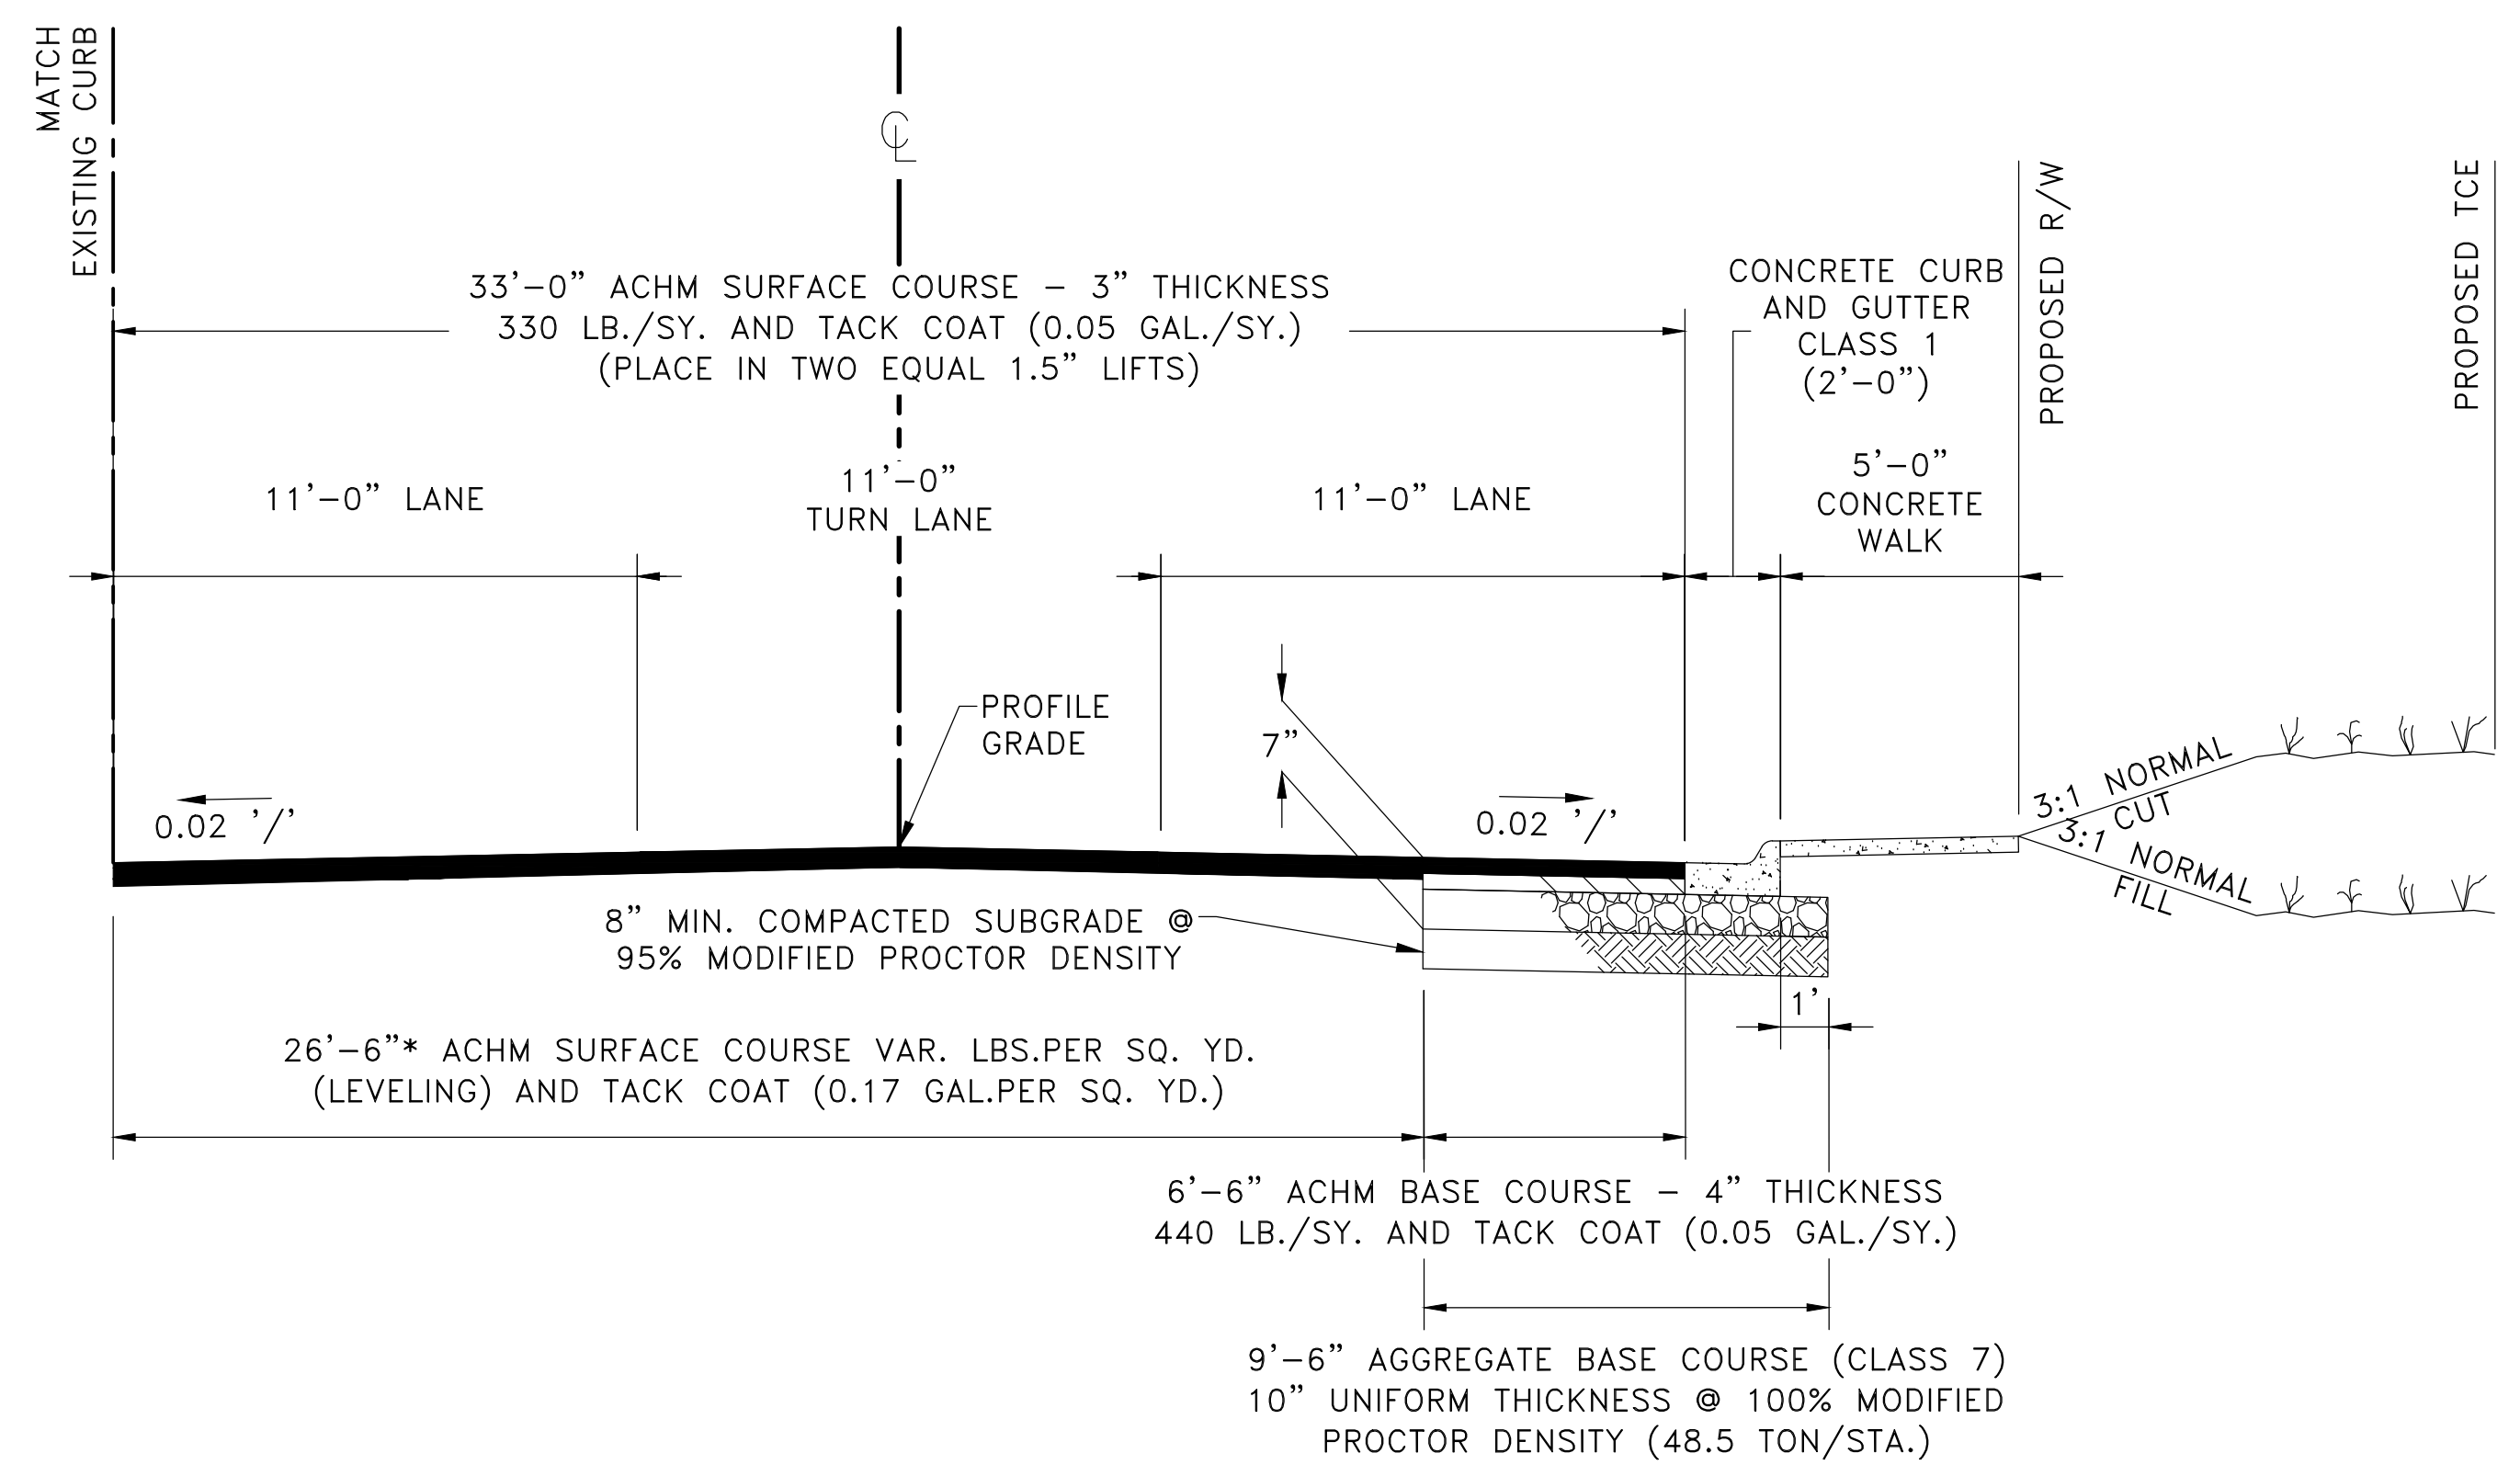 MATCH
EXISTING CURB
CL
PROPOSED R/W
PROPOSED TCE
33'-0" ACHM SURFACE COURSE - 3" THICKNESS
330 LB./SY. AND TACK COAT (0.05 GAL./SY.)
(PLACE IN TWO EQUAL 1.5" LIFTS)
CONCRETE CURB
AND GUTTER
CLASS 1
(2'-0")
11'-0" LANE
11'-0"
TURN LANE
11'-0" LANE
5'-0"
CONCRETE
WALK
PROFILE
GRADE
7"
0.02 '/'
0.02 '/'
3:1 NORMAL
CUT
3:1 NORMAL
FILL
8" MIN. COMPACTED SUBGRADE @
95% MODIFIED PROCTOR DENSITY
1'
26'-6"* ACHM SURFACE COURSE VAR. LBS.PER SQ. YD.
(LEVELING) AND TACK COAT (0.17 GAL.PER SQ. YD.)
6'-6" ACHM BASE COURSE - 4" THICKNESS
440 LB./SY. AND TACK COAT (0.05 GAL./SY.)
9'-6" AGGREGATE BASE COURSE (CLASS 7)
10" UNIFORM THICKNESS @ 100% MODIFIED
PROCTOR DENSITY (48.5 TON/STA.)